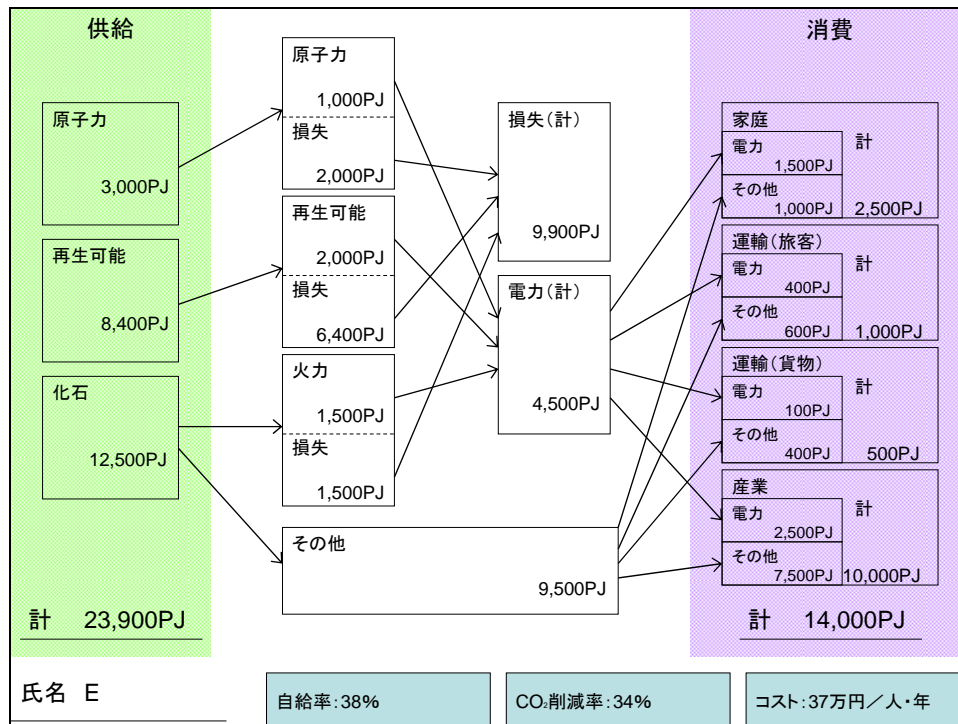 供給
原子力
3,000PJ
再生可能
8,400PJ
化石
12,500PJ
計 23,900PJ
原子力
1,000PJ
損失
2,000PJ
再生可能
2,000PJ
損失
6,400PJ
火力
1,500PJ
損失
1,500PJ
その他
9,500PJ
損失(計)
9,900PJ
電力(計)
4,500PJ
消費
家庭
電力
1,500PJ
その他
1,000PJ
計
2,500PJ
運輸(旅客)
電力
400PJ
その他
600PJ
計
1,000PJ
運輸(貨物)
電力
100PJ
その他
400PJ
計
500PJ
産業
電力
2,500PJ
その他
7,500PJ
計
10,000PJ
計 14,000PJ
氏名 E
自給率:38%
CO₂削減率:34%
コスト:37万円/人・年